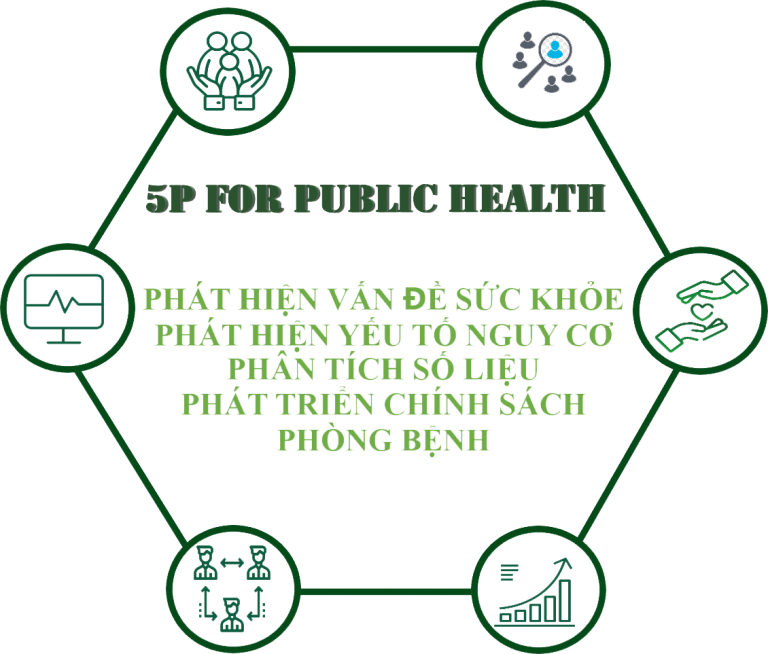 5P FOR PUBLIC HEALTH
PHÁT HIỆN VẤN ĐỀ SỨC KHỎE
PHÁT HIỆN YẾU TỐ NGUY CƠ
PHÂN TÍCH SỐ LIỆU
PHÁT TRIỂN CHÍNH SÁCH
PHÒNG BỆNH